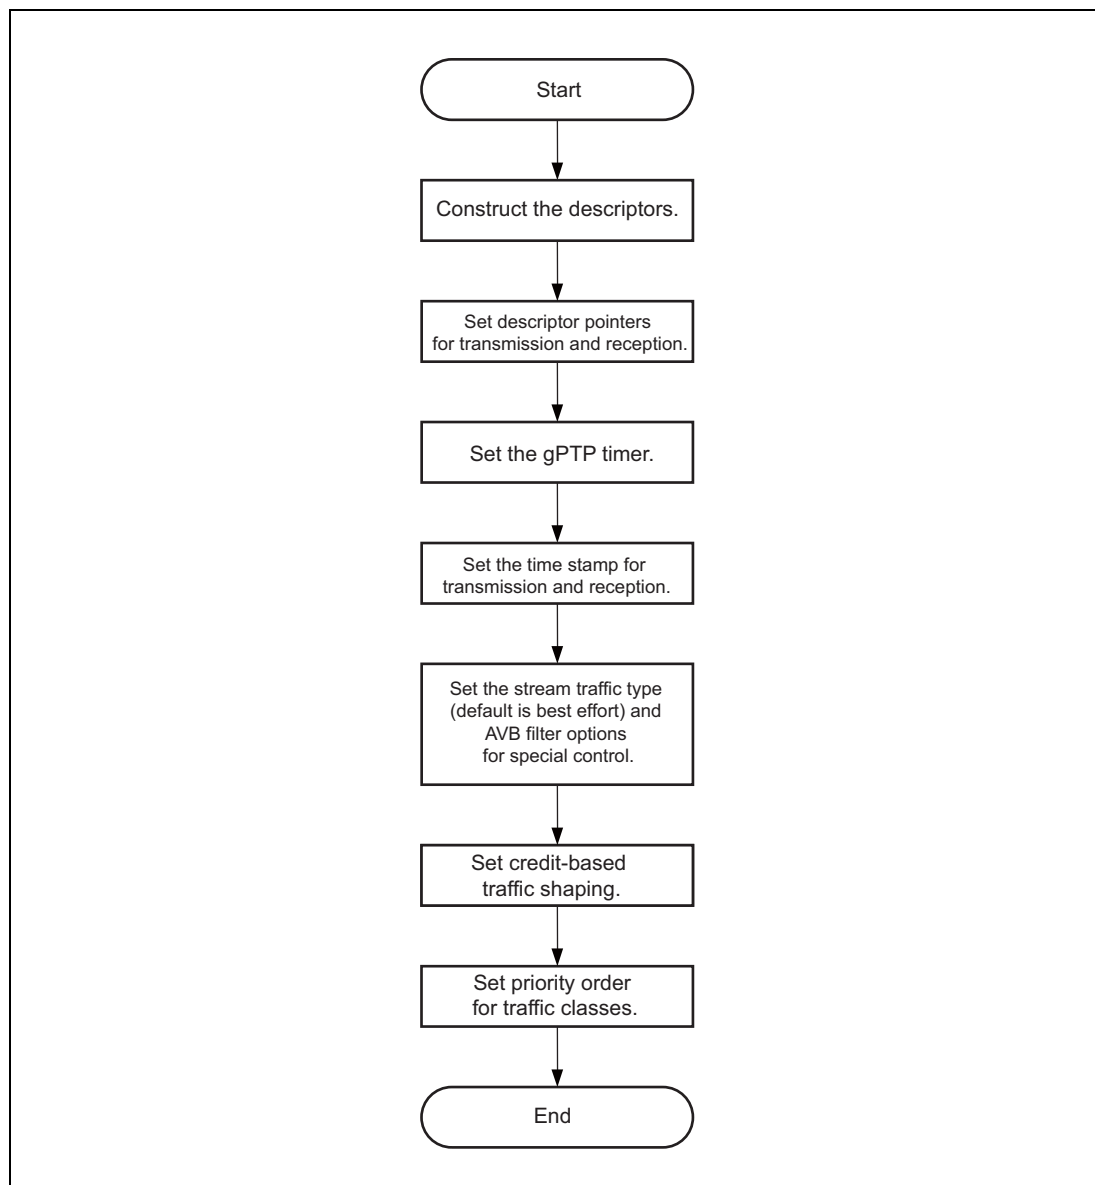 Start
Construct the descriptors.
Set descriptor pointers
for transmission and reception.
Set the gPTP timer.
Set the time stamp for
transmission and reception.
Set the stream traffic type
(default is best effort) and
AVB filter options
for special control.
Set credit-based
traffic shaping.
Set priority order
for traffic classes.
End